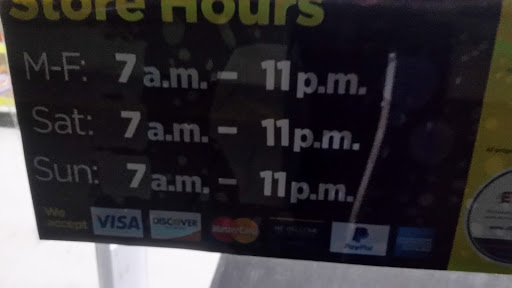 Store Hours
M-F: 7 a.m. – 11 p.m.
Sat: 7 a.m. – 11 p.m.
Sun: 7 a.m. – 11 p.m.
We accept VISA DISCOVER MasterCard PayPal